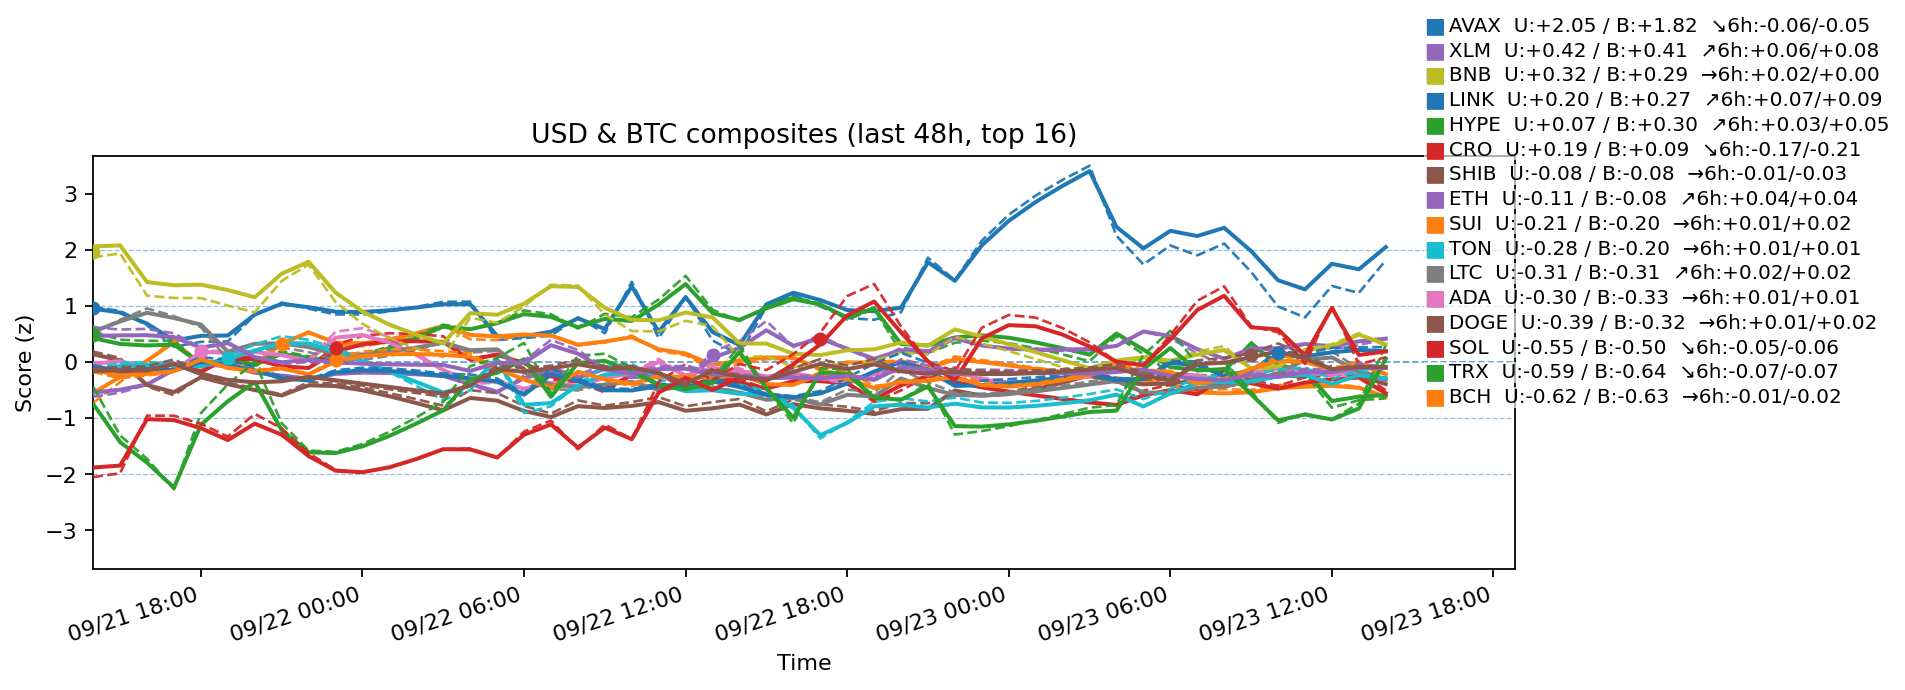 AVAX U:+2.05 / B:+1.82 ↘6h:-0.06/-0.05
XLM U:+0.42 / B:+0.41 ↗6h:+0.06/+0.08
BNB U:+0.32 / B:+0.29 →6h:+0.02/+0.00
LINK U:+0.20 / B:+0.27 ↗6h:+0.07/+0.09
HYPE U:+0.07 / B:+0.30 ↗6h:+0.03/+0.05
CRO U:+0.19 / B:+0.09 ↘6h:-0.17/-0.21
SHIB U:-0.08 / B:-0.08 →6h:-0.01/-0.03
ETH U:-0.11 / B:-0.08 ↗6h:+0.04/+0.04
SUI U:-0.21 / B:-0.20 →6h:+0.01/+0.02
TON U:-0.28 / B:-0.20 →6h:+0.01/+0.01
LTC U:-0.31 / B:-0.31 ↗6h:+0.02/+0.02
ADA U:-0.30 / B:-0.33 →6h:+0.01/+0.01
DOGE U:-0.39 / B:-0.32 →6h:+0.01/+0.02
SOL U:-0.55 / B:-0.50 ↘6h:-0.05/-0.06
TRX U:-0.59 / B:-0.64 ↘6h:-0.07/-0.07
BCH U:-0.62 / B:-0.63 →6h:-0.01/-0.02
USD & BTC composites (last 48h, top 16)
Score (z)
3
2
1
0
−1
−2
−3
09/21 18:00
09/22 00:00
09/22 06:00
09/22 12:00
09/22 18:00
09/23 00:00
09/23 06:00
09/23 12:00
09/23 18:00
Time